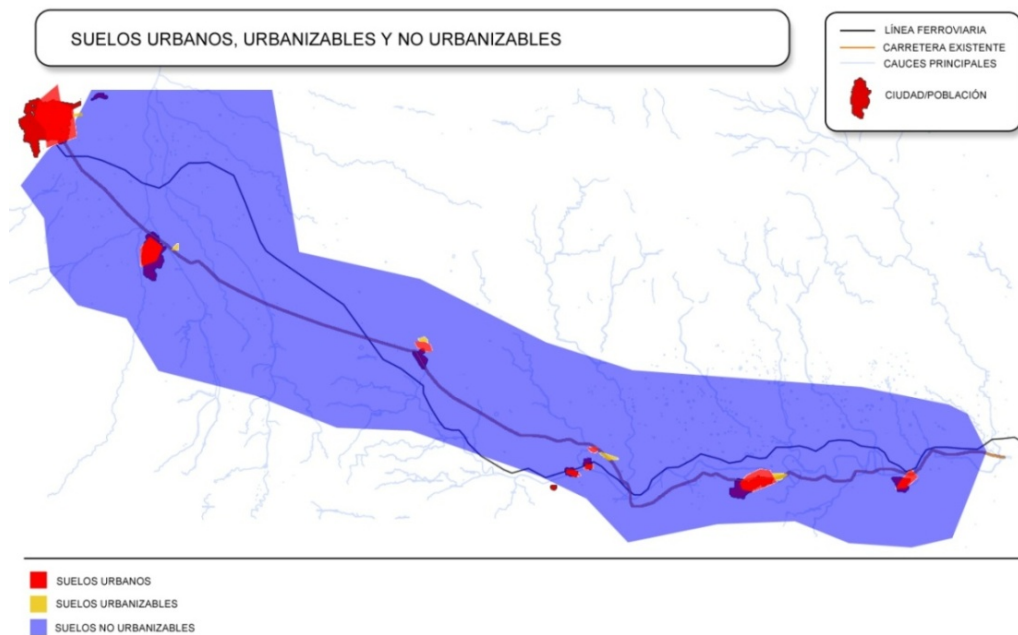 SUELOS URBANOS, URBANIZABLES Y NO URBANIZABLES
LÍNEA FERROVIARIA
CARRETERA EXISTENTE
CAUCES PRINCIPALES
CIUDAD/POBLACIÓN
SUELOS URBANOS
SUELOS URBANIZABLES
SUELOS NO URBANIZABLES